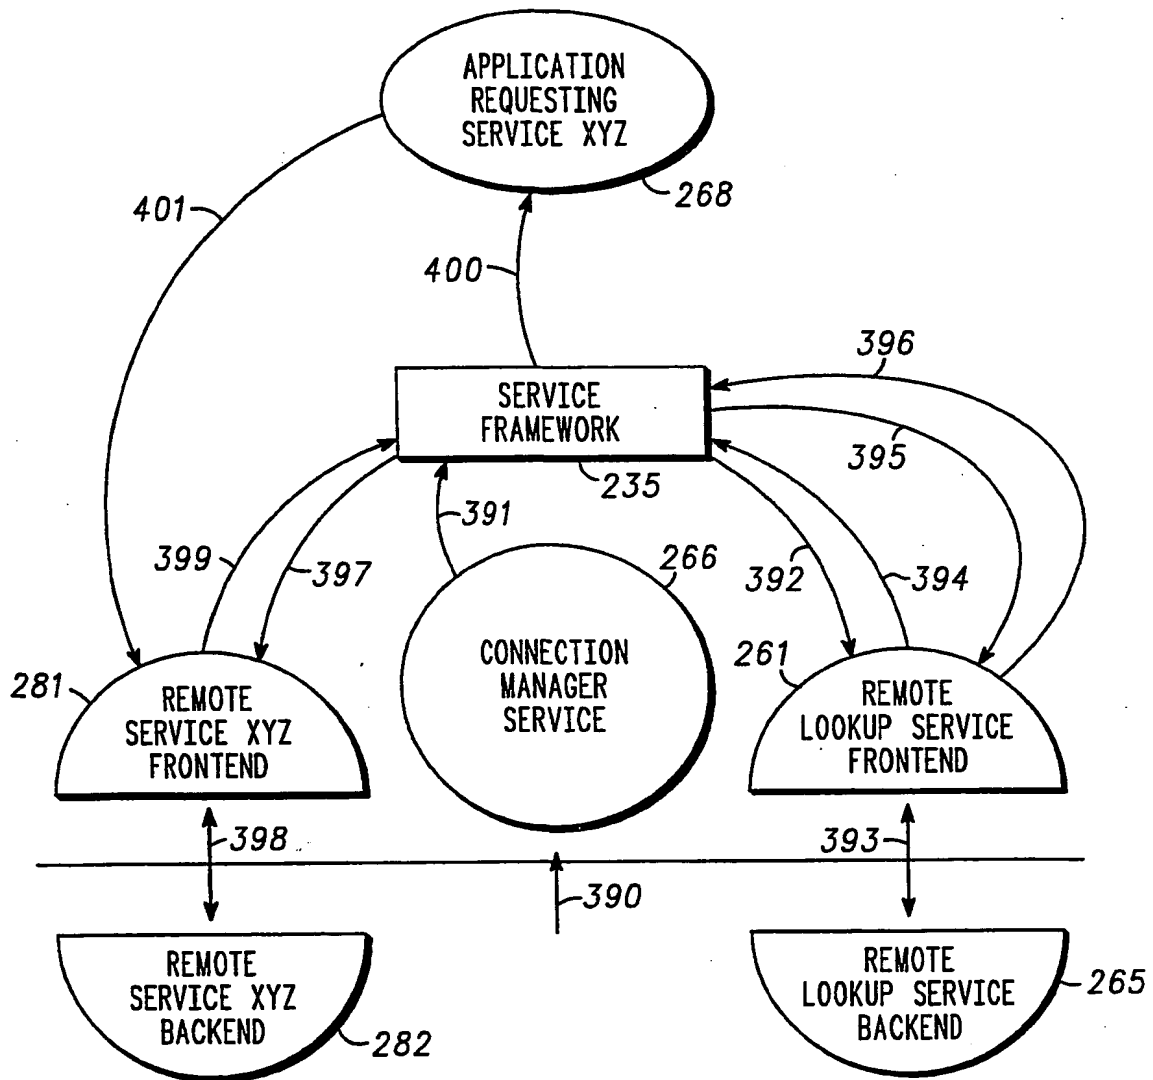 APPLICATION
REQUESTING
SERVICE XYZ
268
401
400
396
SERVICE
FRAMEWORK
395
235
391
399
397
266
392
394
CONNECTION
MANAGER
SERVICE
281
REMOTE
SERVICE XYZ
FRONTEND
261
REMOTE
LOOKUP SERVICE
FRONTEND
398
393
390
REMOTE
SERVICE XYZ
BACKEND
282
REMOTE
LOOKUP SERVICE
BACKEND
265